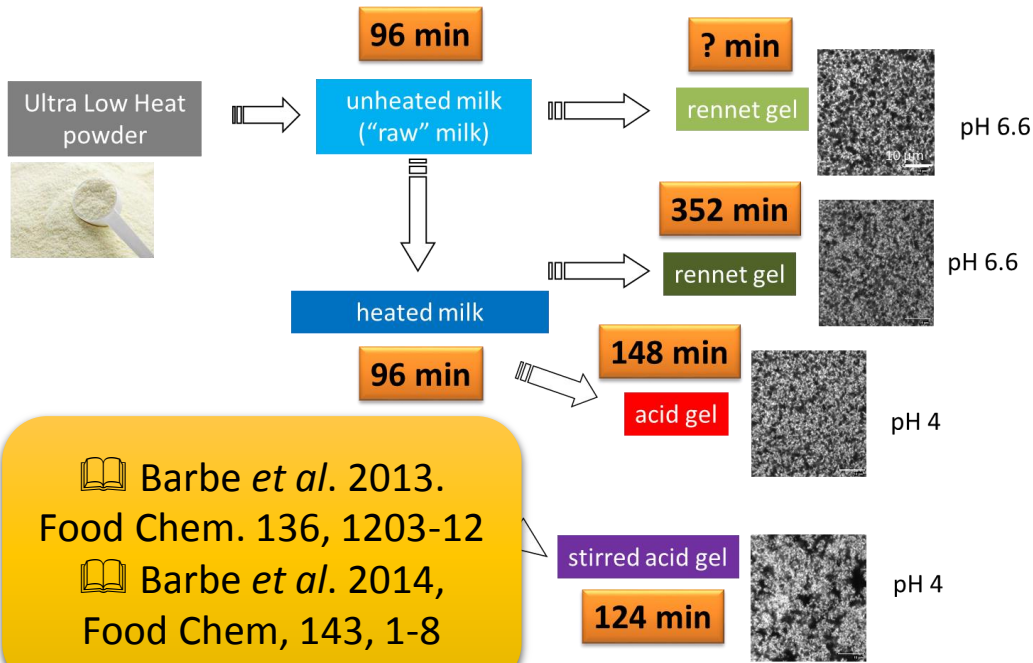 96 min
? min
Ultra Low Heat
powder
unheated milk
("raw" milk)
rennet gel
10 µm
pH 6.6
352 min
rennet gel
pH 6.6
heated milk
96 min
148 min
acid gel
pH 4
📖 Barbe et al. 2013.
Food Chem. 136, 1203-12
📖 Barbe et al. 2014,
Food Chem, 143, 1-8
stirred acid gel
124 min
pH 4